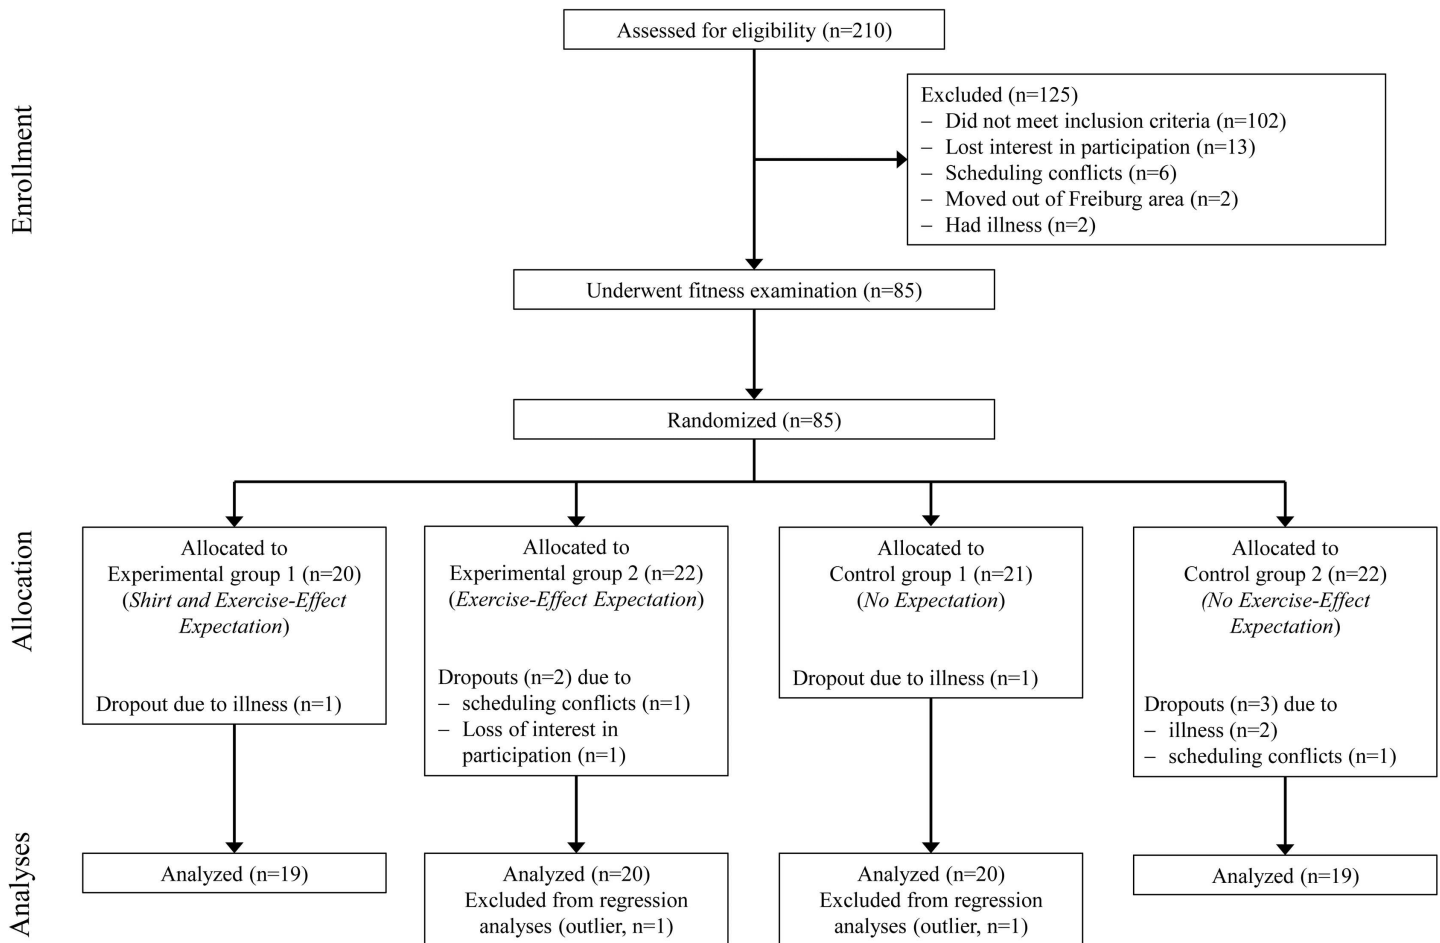 Assessed for eligibility (n=210)
Enrollment
Excluded (n=125)
– Did not meet inclusion criteria (n=102)
– Lost interest in participation (n=13)
– Scheduling conflicts (n=6)
– Moved out of Freiburg area (n=2)
– Had illness (n=2)
Underwent fitness examination (n=85)
Randomized (n=85)
Allocation
Allocated to
Experimental group 1 (n=20)
(Shirt and Exercise-Effect
Expectation)
Dropout due to illness (n=1)
Allocated to
Experimental group 2 (n=22)
(Exercise-Effect Expectation)
Dropouts (n=2) due to
– scheduling conflicts (n=1)
– Loss of interest in
participation (n=1)
Allocated to
Control group 1 (n=21)
(No Expectation)
Dropout due to illness (n=1)
Allocated to
Control group 2 (n=22)
(No Exercise-Effect
Expectation)
Dropouts (n=3) due to
– illness (n=2)
– scheduling conflicts (n=1)
Analyses
Analyzed (n=19)
Analyzed (n=20)
Excluded from regression
analyses (outlier, n=1)
Analyzed (n=20)
Excluded from regression
analyses (outlier, n=1)
Analyzed (n=19)